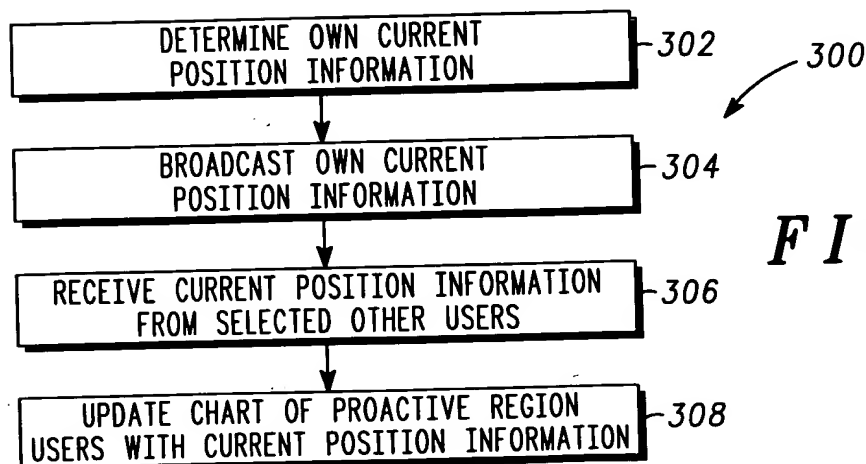 DETERMINE OWN CURRENT
POSITION INFORMATION
302
300
BROADCAST OWN CURRENT
POSITION INFORMATION
304
F I
RECEIVE CURRENT POSITION INFORMATION
FROM SELECTED OTHER USERS
306
UPDATE CHART OF PROACTIVE REGION
USERS WITH CURRENT POSITION INFORMATION
308